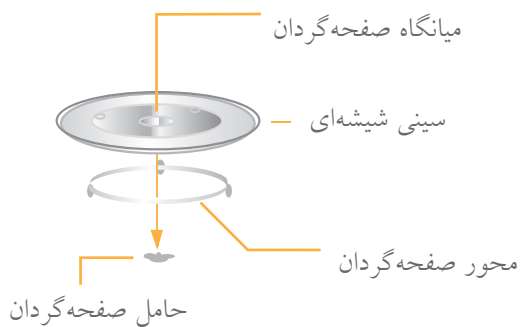 میانگاه صفحه‌گردان
سینی شیشه‌ای
محور صفحه‌گردان
حامل صفحه‌گردان